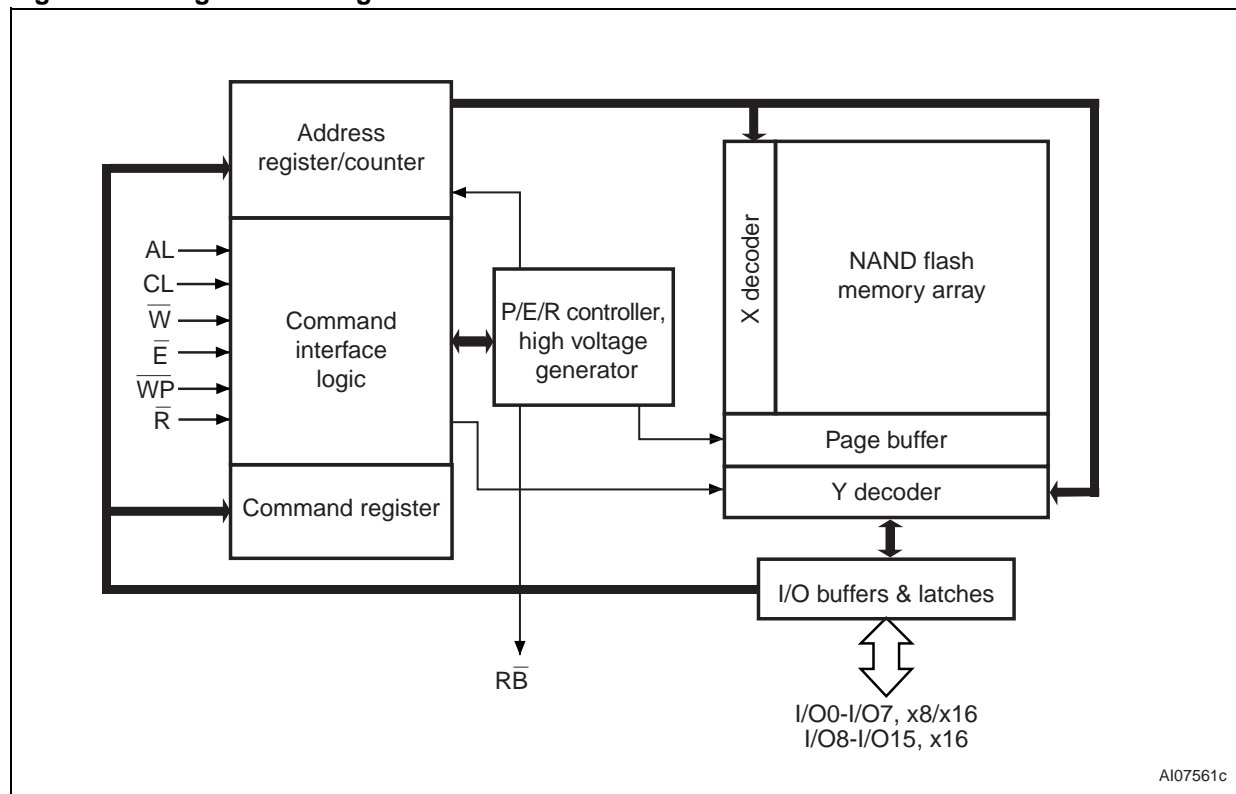 Address
register/counter
AL
CL
W̅
E̅
W̅P̅
R̅
Command
interface
logic
Command register
P/E/R controller,
high voltage
generator
RB̅
X decoder
NAND flash
memory array
Page buffer
Y decoder
I/O buffers & latches
I/O0-I/O7, x8/x16
I/O8-I/O15, x16
AI07561c